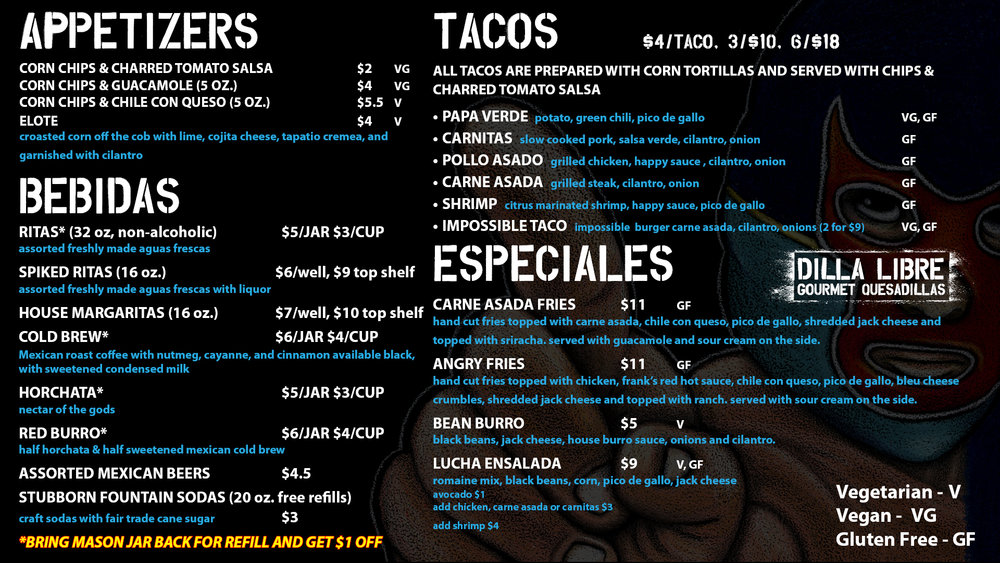 APPETIZERS
CORN CHIPS & CHARRED TOMATO SALSA $2 VG
CORN CHIPS & GUACAMOLE (5 OZ.) $4 VG
CORN CHIPS & CHILE CON QUESO (5 OZ.) $5.5 V
ELOTE $4 V
croasted corn off the cob with lime, cojita cheese, tapatio cremea, and
garnished with cilantro
BEBIDAS
RITAS* (32 oz, non-alcoholic) $5/JAR $3/CUP
assorted freshly made aguas frescas
SPIKED RITAS (16 oz.) $6/well, $9 top shelf
assorted freshly made aguas frescas with liquor
HOUSE MARGARITAS (16 oz.) $7/well, $10 top shelf
COLD BREW* $6/JAR $4/CUP
Mexican roast coffee with nutmeg, cayanne, and cinnamon available black,
with sweetened condensed milk
HORCHATA* $5/JAR $3/CUP
nectar of the gods
RED BURRO* $6/JAR $4/CUP
half horchata & half sweetened mexican cold brew
ASSORTED MEXICAN BEERS $4.5
STUBBORN FOUNTAIN SODAS (20 oz. free refills)
craft sodas with fair trade cane sugar $3
*BRING MASON JAR BACK FOR REFILL AND GET $1 OFF
TACOS $4/TACO, 3/$10, 6/$18
ALL TACOS ARE PREPARED WITH CORN TORTILLAS AND SERVED WITH CHIPS &
CHARRED TOMATO SALSA
• PAPA VERDE potato, green chili, pico de gallo VG, GF
• CARNITAS slow cooked pork, salsa verde, cilantro, onion GF
• POLLO ASADO grilled chicken, happy sauce , cilantro, onion GF
• CARNE ASADA grilled steak, cilantro, onion GF
• SHRIMP citrus marinated shrimp, happy sauce, pico de gallo GF
• IMPOSSIBLE TACO impossible burger carne asada, cilantro, onions (2 for $9) VG, GF
ESPECIALES
DILLA LIBRE
GOURMET QUESADILLAS
CARNE ASADA FRIES $11 GF
hand cut fries topped with carne asada, chile con queso, pico de gallo, shredded jack cheese and
topped with sriracha. served with guacamole and sour cream on the side.
ANGRY FRIES $11 GF
hand cut fries topped with chicken, frank's red hot sauce, chile con queso, pico de gallo, bleu cheese
crumbles, shredded jack cheese and topped with ranch. served with sour cream on the side.
BEAN BURRO $5 V
black beans, jack cheese, house burro sauce, onions and cilantro.
LUCHA ENSALADA $9 V, GF
romaine mix, black beans, corn, pico de gallo, jack cheese
avocado $1
add chicken, carne asada or carnitas $3
add shrimp $4
Vegetarian - V
Vegan - VG
Gluten Free - GF